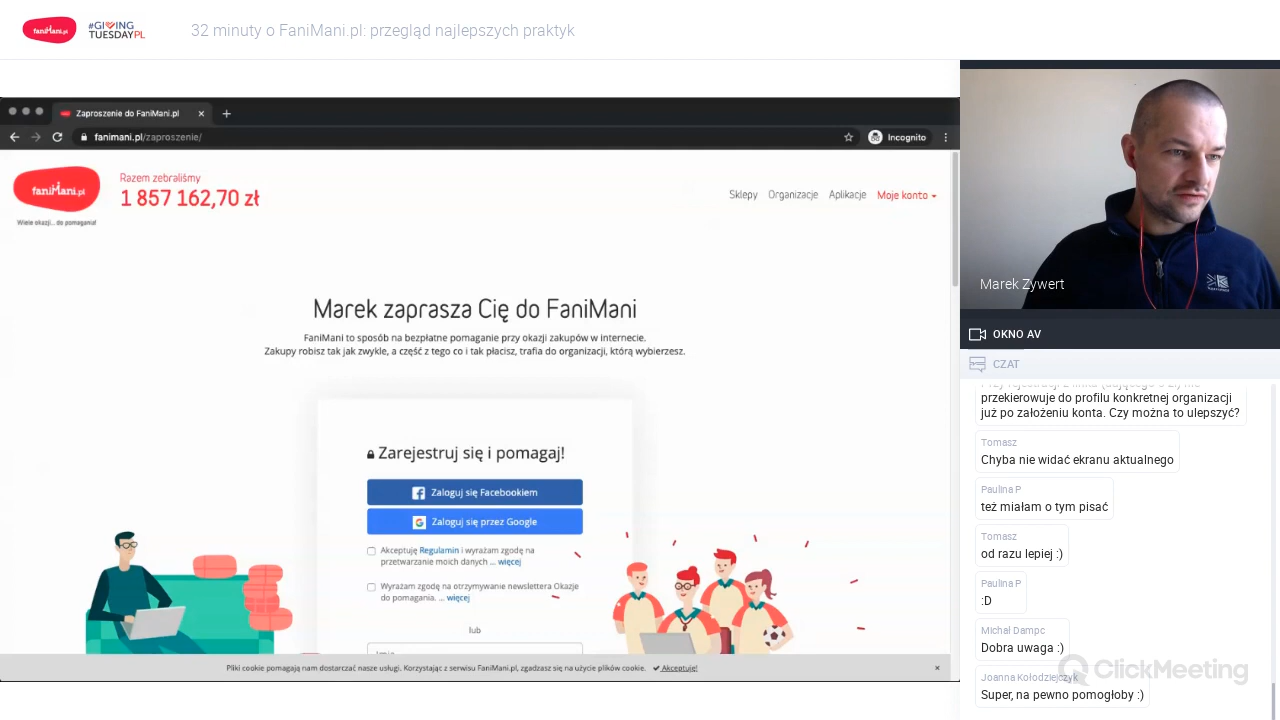 faniMani.pl
#GIVING
TUESDAYPL
32 minuty o FaniMani.pl: przegląd najlepszych praktyk
Zaproszenie do FaniMani.pl
fanimani.pl/zaproszenie/
Incognito
faniMani.pl
Wiele okazji... do pomagania!
Razem zebraliśmy
1 857 162,70 zł
Sklepy Organizacje Aplikacje Moje konto
Marek zaprasza Cię do FaniMani
FaniMani to sposób na bezpłatne pomaganie przy okazji zakupów w internecie.
Zakupy robisz tak jak zwykle, a część z tego co i tak płacisz, trafia do organizacji, którą wybierzesz.
Zarejestruj się i pomagaj!
Zaloguj się Facebookiem
Zaloguj się przez Google
Akceptuję Regulamin i wyrażam zgodę na
przetwarzanie moich danych ... więcej
Wyrażam zgodę na otrzymywanie newslettera Okazje
do pomagania. ... więcej
lub
Pliki cookie pomagają nam dostarczać nasze usługi. Korzystając z serwisu FaniMani.pl, zgadzasz się na użycie plików cookie. Akceptuję!
Marek Zywert
OKNO AV
CZAT
przekierowuje do profilu konkretnej organizacji
już po założeniu konta. Czy można to ulepszyć?
Tomasz
Chyba nie widać ekranu aktualnego
Paulina P
też miałam o tym pisać
Tomasz
od razu lepiej :)
Paulina P
:D
Michał Dampc
Dobra uwaga :)
Joanna Kołodziejczyk
Super, na pewno pomogłoby :)
ClickMeeting